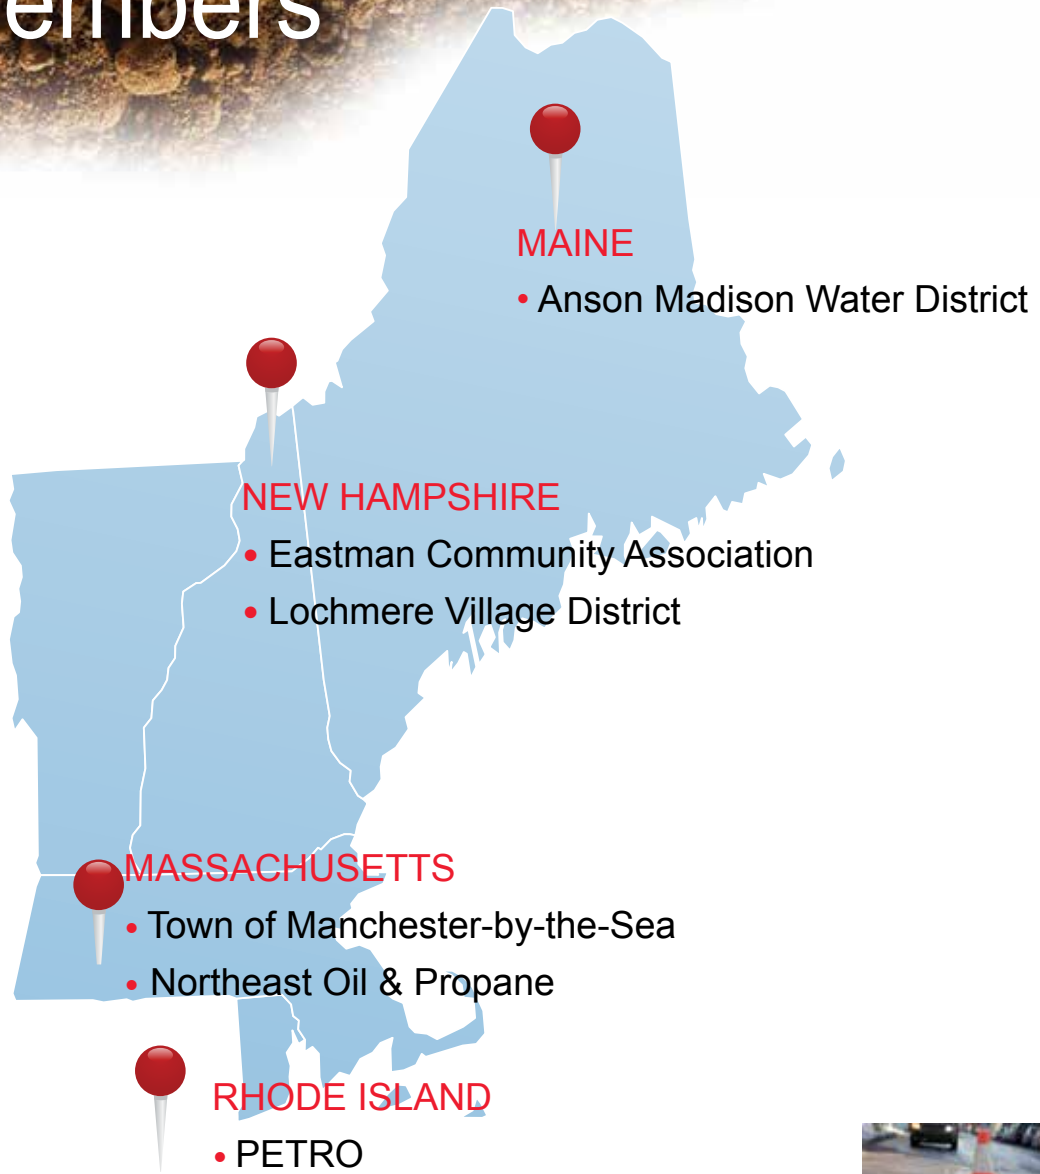 embers
MAINE
• Anson Madison Water District
NEW HAMPSHIRE
• Eastman Community Association
• Lochmere Village District
MASSACHUSETTS
• Town of Manchester-by-the-Sea
• Northeast Oil & Propane
RHODE ISLAND
• PETRO